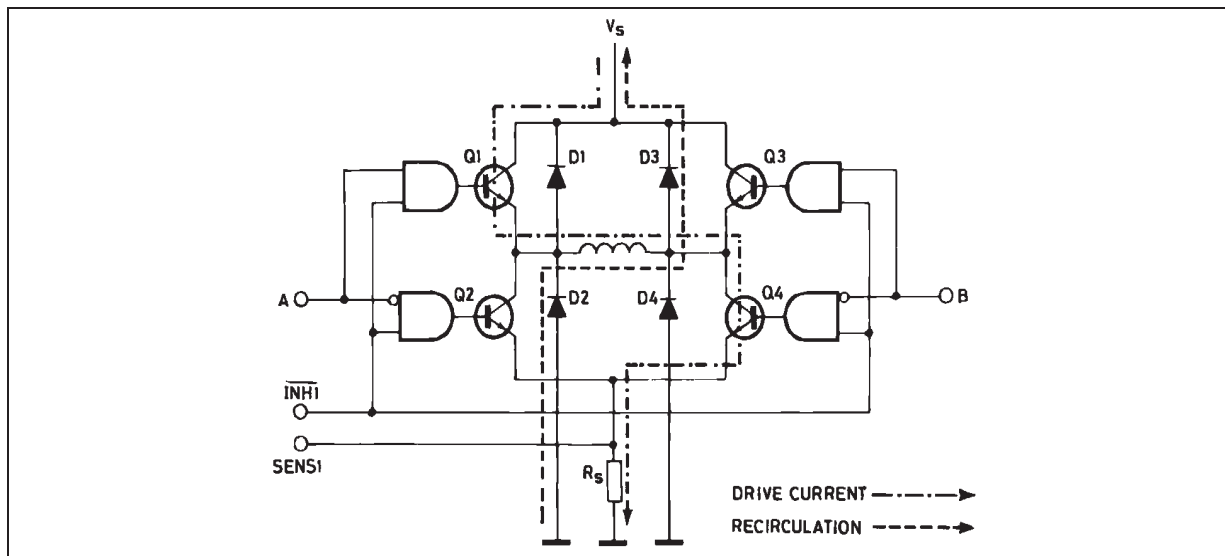 Vs
Q1
D1
D3
Q3
A
Q2
D2
D4
Q4
B
INH1
SENS1
Rs
DRIVE CURRENT
RECIRCULATION